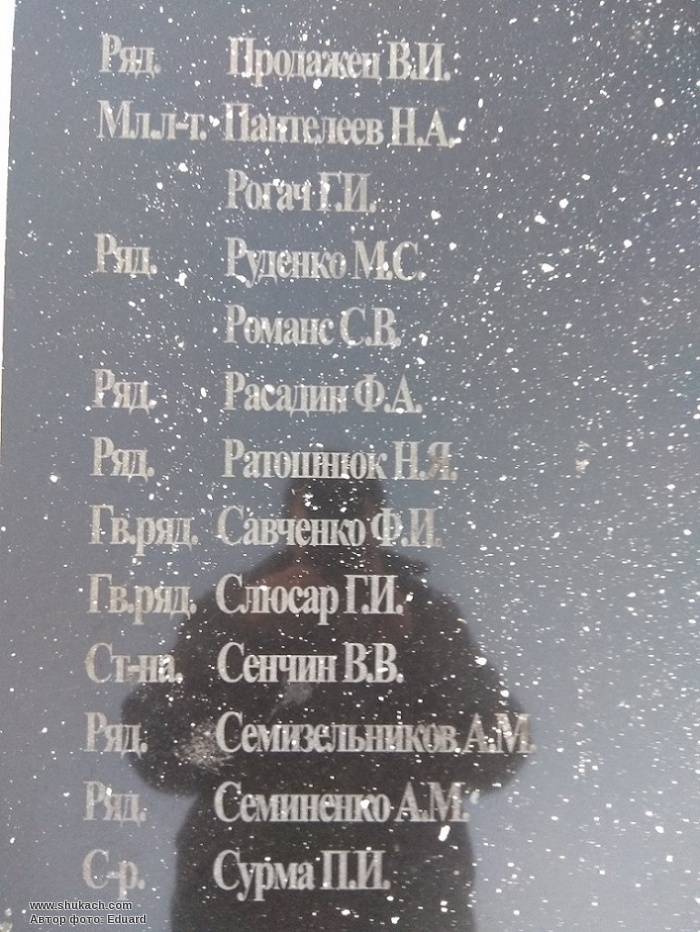 Ряд. Продажец В.И.
Мл.л-т. Пантелеев Н.А.
Рогач Г.И.
Ряд. Руденко М.С.
Романс С.В.
Ряд. Расадин Ф.А.
Ряд. Ратошнюк Н.Я.
Гв.ряд. Савченко Ф.И.
Гв.ряд. Слюсар Г.И.
Ст-на. Сенчин В.В.
Ряд. Семизельников А.М.
Ряд. Семиненко А.М.
С-р. Сурма П.И.
www.shukach.com
Автор фото: Eduard